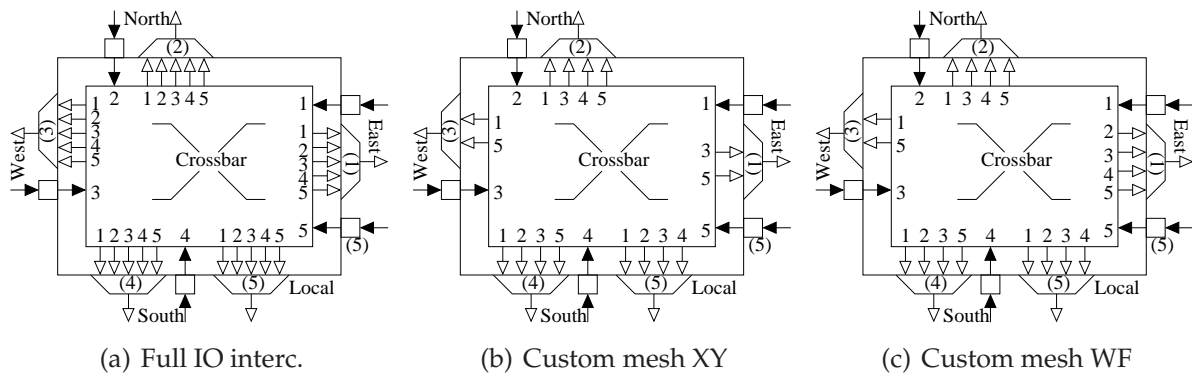 North
(2)
2 1 2 3 4 5
1
2
3
4
5
(3)
West
3
Crossbar
1
1
2
3
4
5
(1)
East
5
(5)
1 2 3 4 5 4 1 2 3 4 5
(4) (5) Local
South
(a) Full IO interc.
North
(2)
2 1 3 4 5
1
5
(3)
West
3
Crossbar
1
3
5
(1)
East
5
(5)
1 2 3 5 4 1 2 3 4
(4) (5) Local
South
(b) Custom mesh XY
North
(2)
2 1 3 4 5
1
5
(3)
West
3
Crossbar
1
2
3
4
5
(1)
East
5
(5)
1 2 3 5 4 1 2 3 4
(4) (5) Local
South
(c) Custom mesh WF